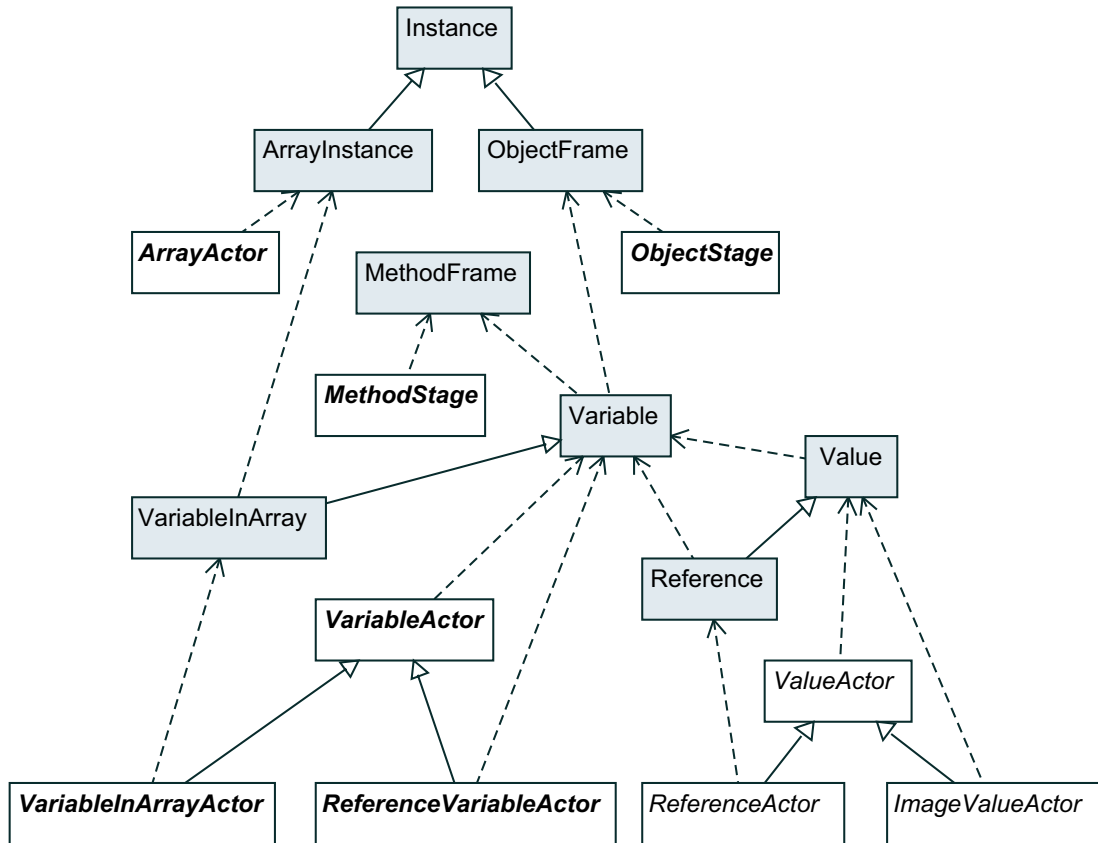 Instance
ArrayInstance
ObjectFrame
ArrayActor
ObjectStage
MethodFrame
MethodStage
Variable
Value
VariableInArray
Reference
VariableActor
ValueActor
VariableInArrayActor
ReferenceVariableActor
ReferenceActor
ImageValueActor